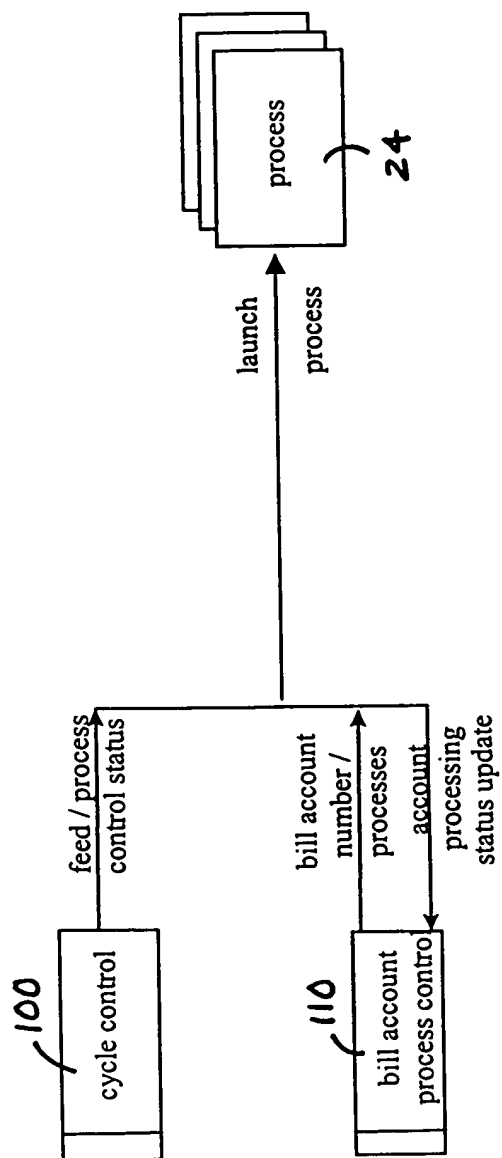 100
cycle control
feed / process
control status
110
bill account
process control
bill account
number /
processes
account
processing
status update
launch
process
process
24